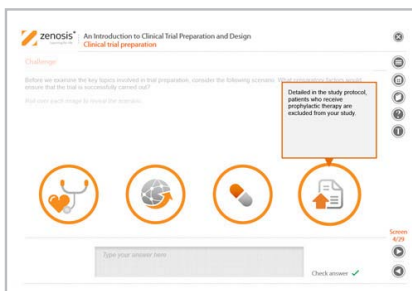 zenosis
An Introduction to Clinical Trial Preparation and Design
Clinical trial preparation
Challenge
Before we examine the key topics involved in trial preparation, consider the following scenario. What preparatory factors would
ensure that the trial is successfully carried out?
Roll over each image to reveal the scenario.
Detailed in the study protocol,
patients who receive
prophylactic therapy are
excluded from your study.
Type your answer here
Check answer
Screen
4/29